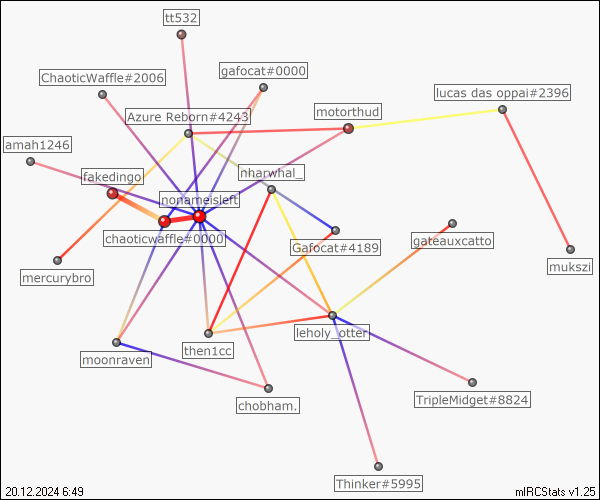 tt532
ChaoticWaffle#2006
gafocat#0000
lucas das oppai#2396
motorthud
Azure Reborn#4243
amah1246
nharwhal_
fakedingo
nonameisleft
chaoticwaffle#0000
Gafocat#4189
gateauxcatto
mukszi
mercurybro
leholy_otter
then1cc
moonraven
chobham.
TripleMidget#8824
Thinker#5995
20.12.2024 6:49
mIRCStats v1.25